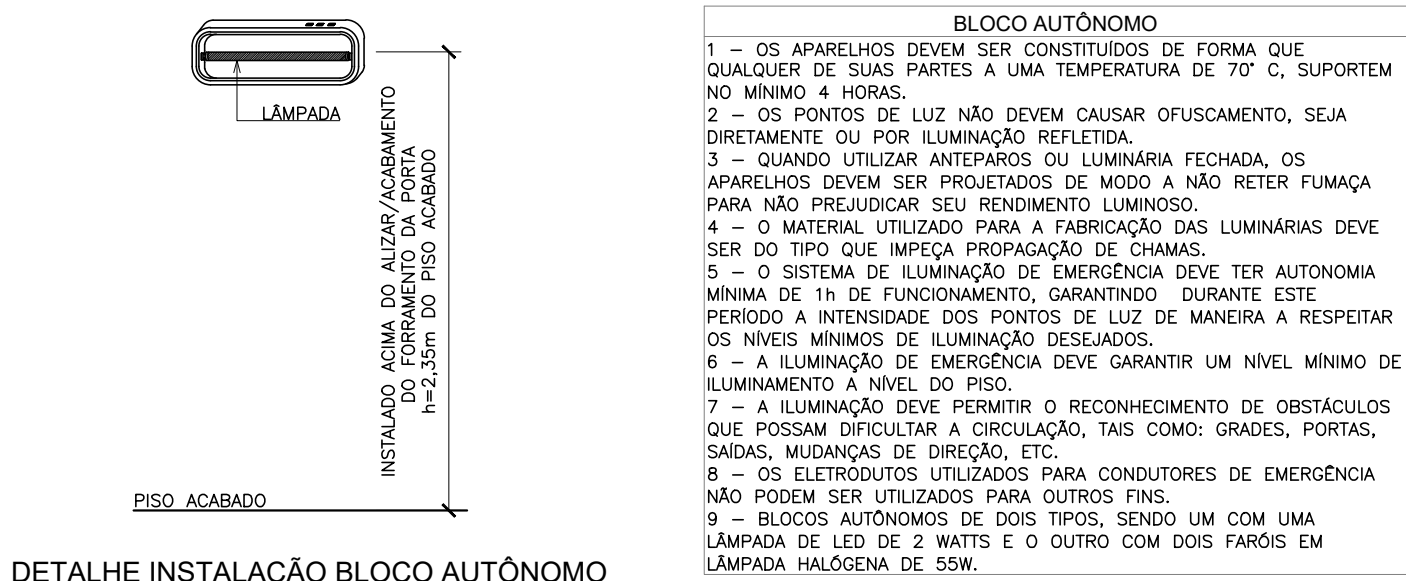 LÂMPADA
INSTALADO ACIMA DO ALIZAR/ACABAMENTO
DO FORRAMENTO DA PORTA
h=2,35m DO PISO ACABADO
PISO ACABADO
DETALHE INSTALAÇÃO BLOCO AUTÔNOMO
BLOCO AUTÔNOMO
1 – OS APARELHOS DEVEM SER CONSTITUÍDOS DE FORMA QUE
QUALQUER DE SUAS PARTES A UMA TEMPERATURA DE 70° C, SUPORTEM
NO MÍNIMO 4 HORAS.
2 – OS PONTOS DE LUZ NÃO DEVEM CAUSAR OFUSCAMENTO, SEJA
DIRETAMENTE OU POR ILUMINAÇÃO REFLETIDA.
3 – QUANDO UTILIZAR ANTEPAROS OU LUMINÁRIA FECHADA, OS
APARELHOS DEVEM SER PROJETADOS DE MODO A NÃO RETER FUMAÇA
PARA NÃO PREJUDICAR SEU RENDIMENTO LUMINOSO.
4 – O MATERIAL UTILIZADO PARA A FABRICAÇÃO DAS LUMINÁRIAS DEVE
SER DO TIPO QUE IMPEÇA PROPAGAÇÃO DE CHAMAS.
5 – O SISTEMA DE ILUMINAÇÃO DE EMERGÊNCIA DEVE TER AUTONOMIA
MÍNIMA DE 1h DE FUNCIONAMENTO, GARANTINDO DURANTE ESTE
PERÍODO A INTENSIDADE DOS PONTOS DE LUZ DE MANEIRA A RESPEITAR
OS NÍVEIS MÍNIMOS DE ILUMINAÇÃO DESEJADOS.
6 – A ILUMINAÇÃO DE EMERGÊNCIA DEVE GARANTIR UM NÍVEL MÍNIMO DE
ILUMINAMENTO A NÍVEL DO PISO.
7 – A ILUMINAÇÃO DEVE PERMITIR O RECONHECIMENTO DE OBSTÁCULOS
QUE POSSAM DIFICULTAR A CIRCULAÇÃO, TAIS COMO: GRADES, PORTAS,
SAÍDAS, MUDANÇAS DE DIREÇÃO, ETC.
8 – OS ELETRODUTOS UTILIZADOS PARA CONDUTORES DE EMERGÊNCIA
NÃO PODEM SER UTILIZADOS PARA OUTROS FINS.
9 – BLOCOS AUTÔNOMOS DE DOIS TIPOS, SENDO UM COM UMA
LÂMPADA DE LED DE 2 WATTS E O OUTRO COM DOIS FARÓIS EM
LÂMPADA HALÓGENA DE 55W.